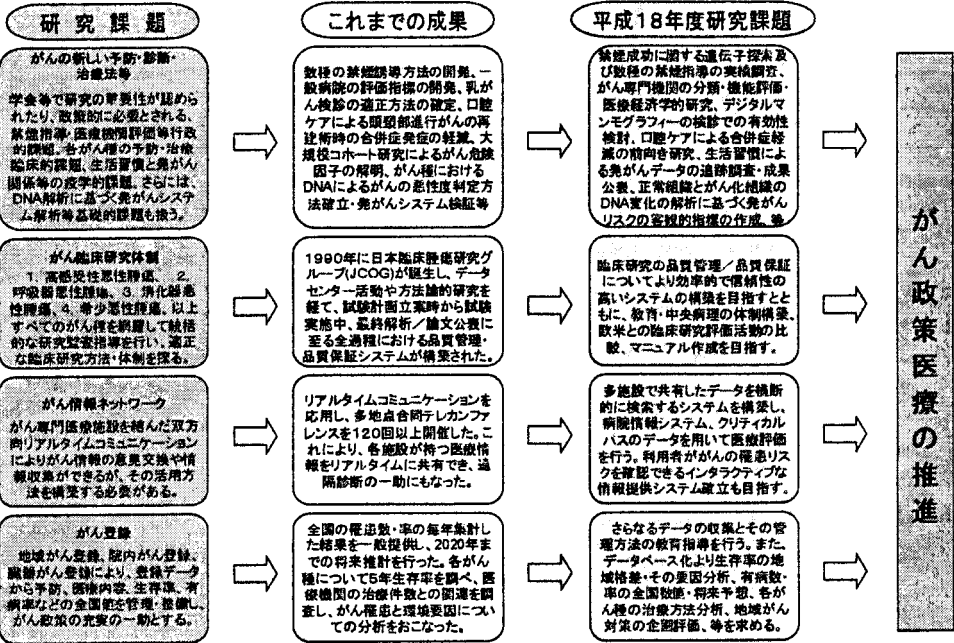 研究課題
がんの新しい予防・診断・
治療法等
学会等で研究の重要性が認めら
れたり、政策的に必要とされる、
禁煙指導・医療機関評価等行政
的課題、各がん種の予防・治療
臨床的課題、生活習慣と発がん
関係等の疫学的課題、さらには、
DNA解析に基づく発がんシステ
ム解析等基礎的課題も扱う。
がん臨床研究体制
1.高感受性悪性腫瘍、 2.
呼吸器悪性腫瘍、3.消化器悪
性腫瘍、4.希少悪性腫瘍、以上
すべてのがん種を網羅して統括
的な研究監査指導を行い、適正
な臨床研究方法・体制を探る。
がん情報ネットワーク
がん専門医療施設を結んだ双方
向リアルタイムコミュニケーション
によりがん情報の意見交換や情
報収集ができるが、その活用方
法を構築する必要がある。
がん登録
地域がん登録、院内がん登録、
臓器がん登録により、登録データ
から予防、医療内容、生存率、有
病率などの全国値を管理・整備し、
がん政策の充実の一助とする。
これまでの成果
数種の禁煙誘導方法の開発、一
般病院の評価指標の開発、乳が
ん検診の適正方法の確定、口腔
ケアによる頭頸部進行がんの再
建術時の合併症発症の軽減、大
規模コホート研究によるがん危険
因子の解明、がん種における
DNAによるがんの悪性度判定方
法確立・発がんシステム検証等
1990年に日本臨床腫瘍研究グ
ループ(JCOG)が誕生し、データ
センター活動や方法論的研究を
経て、試験計画立案時から試験
実施中、最終解析/論文公表に
至る全過程における品質管理・
品質保証システムが構築された。
リアルタイムコミュニケーションを
応用し、多地点合同テレカンファ
レンスを120回以上開催した。こ
れにより、各施設が持つ医療情
報をリアルタイムに共有でき、遠
隔診断の一助にもなった。
全国の罹患数・率の毎年集計し
た結果を一般提供し、2020年ま
での将来推計を行った。各がん
種について5年生存率を調べ、医
療機関の治療件数との関連を調
査し、がん罹患と環境要因につい
ての分析をおこなった。
平成18年度研究課題
禁煙成功に関する遺伝子探索及
び数種の禁煙指導の実検調査、
がん専門機関の分類・機能評価・
医療経済学的研究、デジタルマ
ンモグラフィーの検診での有効性
検討、口腔ケアによる合併症軽
減の前向き研究、生活習慣によ
る発がんデータの追跡調査・成果
公表、正常組織とがん化組織の
DNA変化の解析に基づく発がん
リスクの客観的指標の作成、等
臨床研究の品質管理/品質保証
についてより効率的で信頼性の
高いシステムの構築を目指すとと
もに、教育・中央病理の体制構築、
欧米との臨床研究評価活動の比
較、マニュアル作成を目指す。
多施設で共有したデータを横断
的に検索するシステムを構築し、
病院情報システム、クリティカル
パスのデータを用いて医療評価
を行う。利用者ががんの罹患リス
クを確認できるインタラクティブな
情報提供システム確立も目指す。
さらなるデータの収集とその管
理方法の教育指導を行う。また、
データベース化より生存率の地
域格差・その要因分析、有病数・
率の全国数値・将来予想、各が
ん種の治療方法分析、地域がん
対策の企画評価、等を求める。
がん政策医療の推進